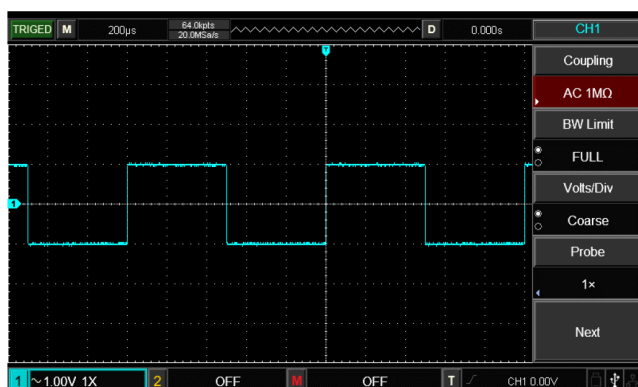 TRIGED M 200µs 64.0kpts D 0.000s CH1
20.0MSa/s
T
Coupling
AC 1MΩ
BW Limit
FULL
Volts/Div
1
Coarse
Probe
1×
Next
1 ~1.00V 1X 2 OFF M OFF T CH1 0.00V